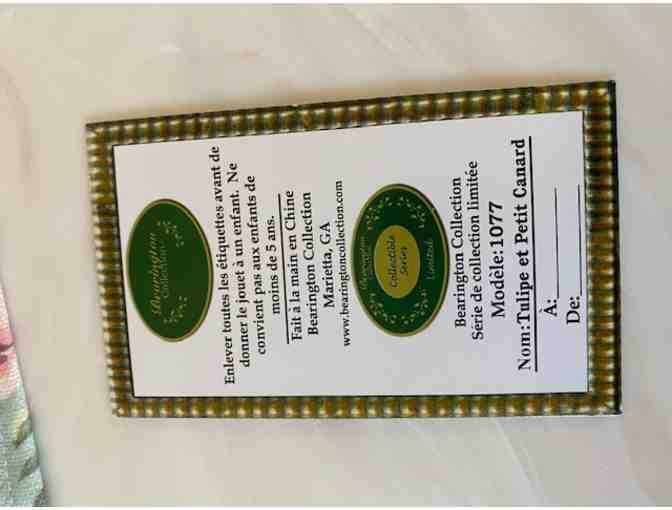 Bearington
Collection
Enlever toutes les étiquettes avant de
donner le jouet à un enfant. Ne
convient pas aux enfants de
moins de 5 ans.
Fait à la main en Chine
Bearington Collection
Marietta, GA
www.bearingtoncollection.com
Bearington
Collectible
Series
Limited
Bearington Collection
Série de collection limitée
Modèle:1077
Nom:Tulipe et Petit Canard
À:
De: